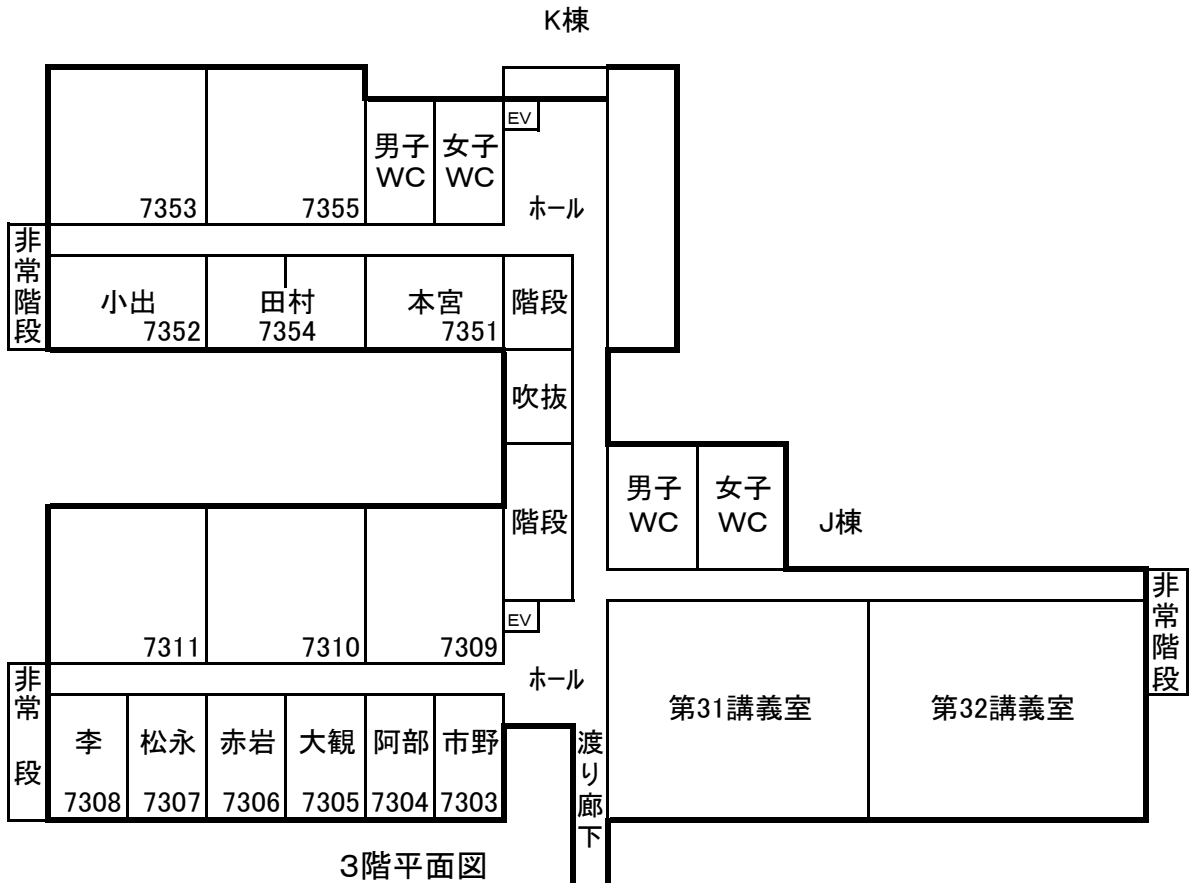 K棟
EV
男子
WC
女子
WC
7353
7355
ホール
非常階段
小出
7352
田村
7354
本宮
7351
階段
吹抜
男子
WC
女子
WC
J棟
階段
非常階段
EV
7311
7310
7309
ホール
非常 段
李
7308
松永
7307
赤岩
7306
大観
7305
阿部
7304
市野
7303
渡り廊下
第31講義室
第32講義室
3階平面図